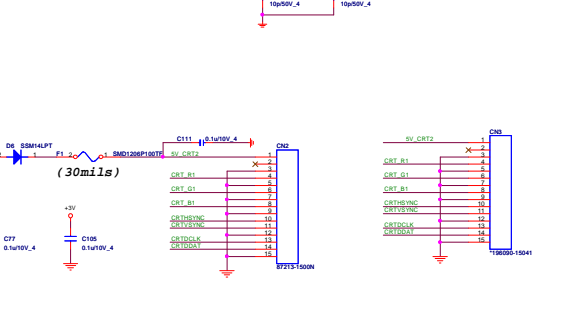 10p/50V_4
10p/50V_4
D6 SSM14LPT
1
F1 2
1 SMD1206P100TF
(30mils)
C111 0.1u/10V_4
5V_CRT2
CRT_R1
CRT_G1
CRT_B1
CRTHSYNC
CRTVSYNC
CRTDCLK
CRTDDAT
CN2
1
2
3
4
5
6
7
8
9
10
11
12
13
14
15
87213-1500N
+3V
C77
0.1u/10V_4
C105
0.1u/10V_4
5V_CRT2
CRT_R1
CRT_G1
CRT_B1
CRTHSYNC
CRTVSYNC
CRTDCLK
CRTDDAT
CN3
1
2
3
4
5
6
7
8
9
10
11
12
13
14
15
*196090-15041